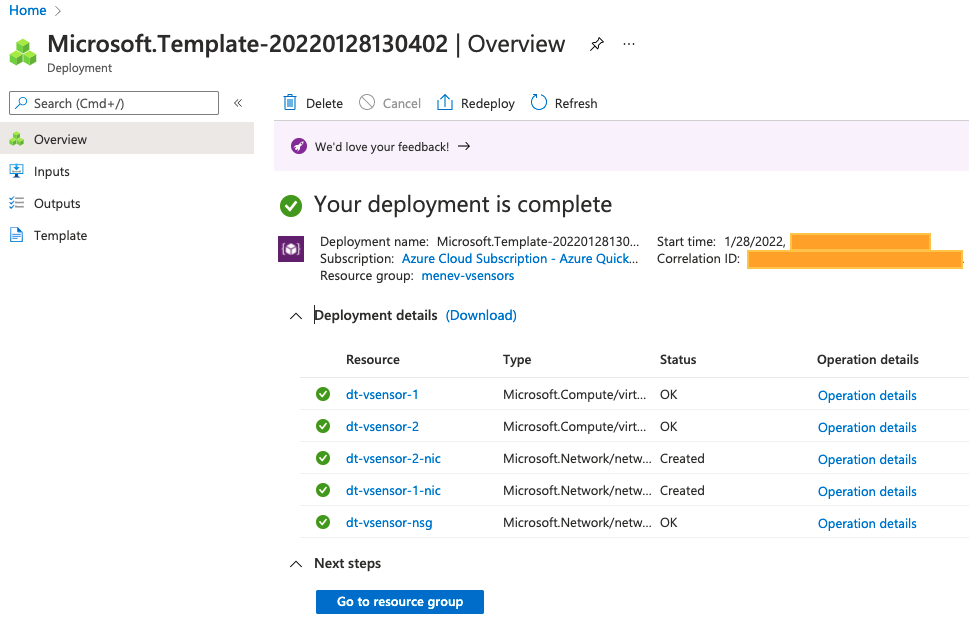 Home >
Microsoft.Template-20220128130402 | Overview ...
Deployment
Search (Cmd+/) «
Overview
Inputs
Outputs
Template
Delete Cancel Redeploy Refresh
We'd love your feedback! →
Your deployment is complete
Deployment name: Microsoft.Template-20220128130...
Subscription: Azure Cloud Subscription - Azure Quick...
Resource group: menev-vsensors
Start time: 1/28/2022,
Correlation ID:
Deployment details (Download)
Resource Type Status Operation details
dt-vsensor-1 Microsoft.Compute/virt... OK Operation details
dt-vsensor-2 Microsoft.Compute/virt... OK Operation details
dt-vsensor-2-nic Microsoft.Network/netw... Created Operation details
dt-vsensor-1-nic Microsoft.Network/netw... Created Operation details
dt-vsensor-nsg Microsoft.Network/netw... OK Operation details
Next steps
Go to resource group